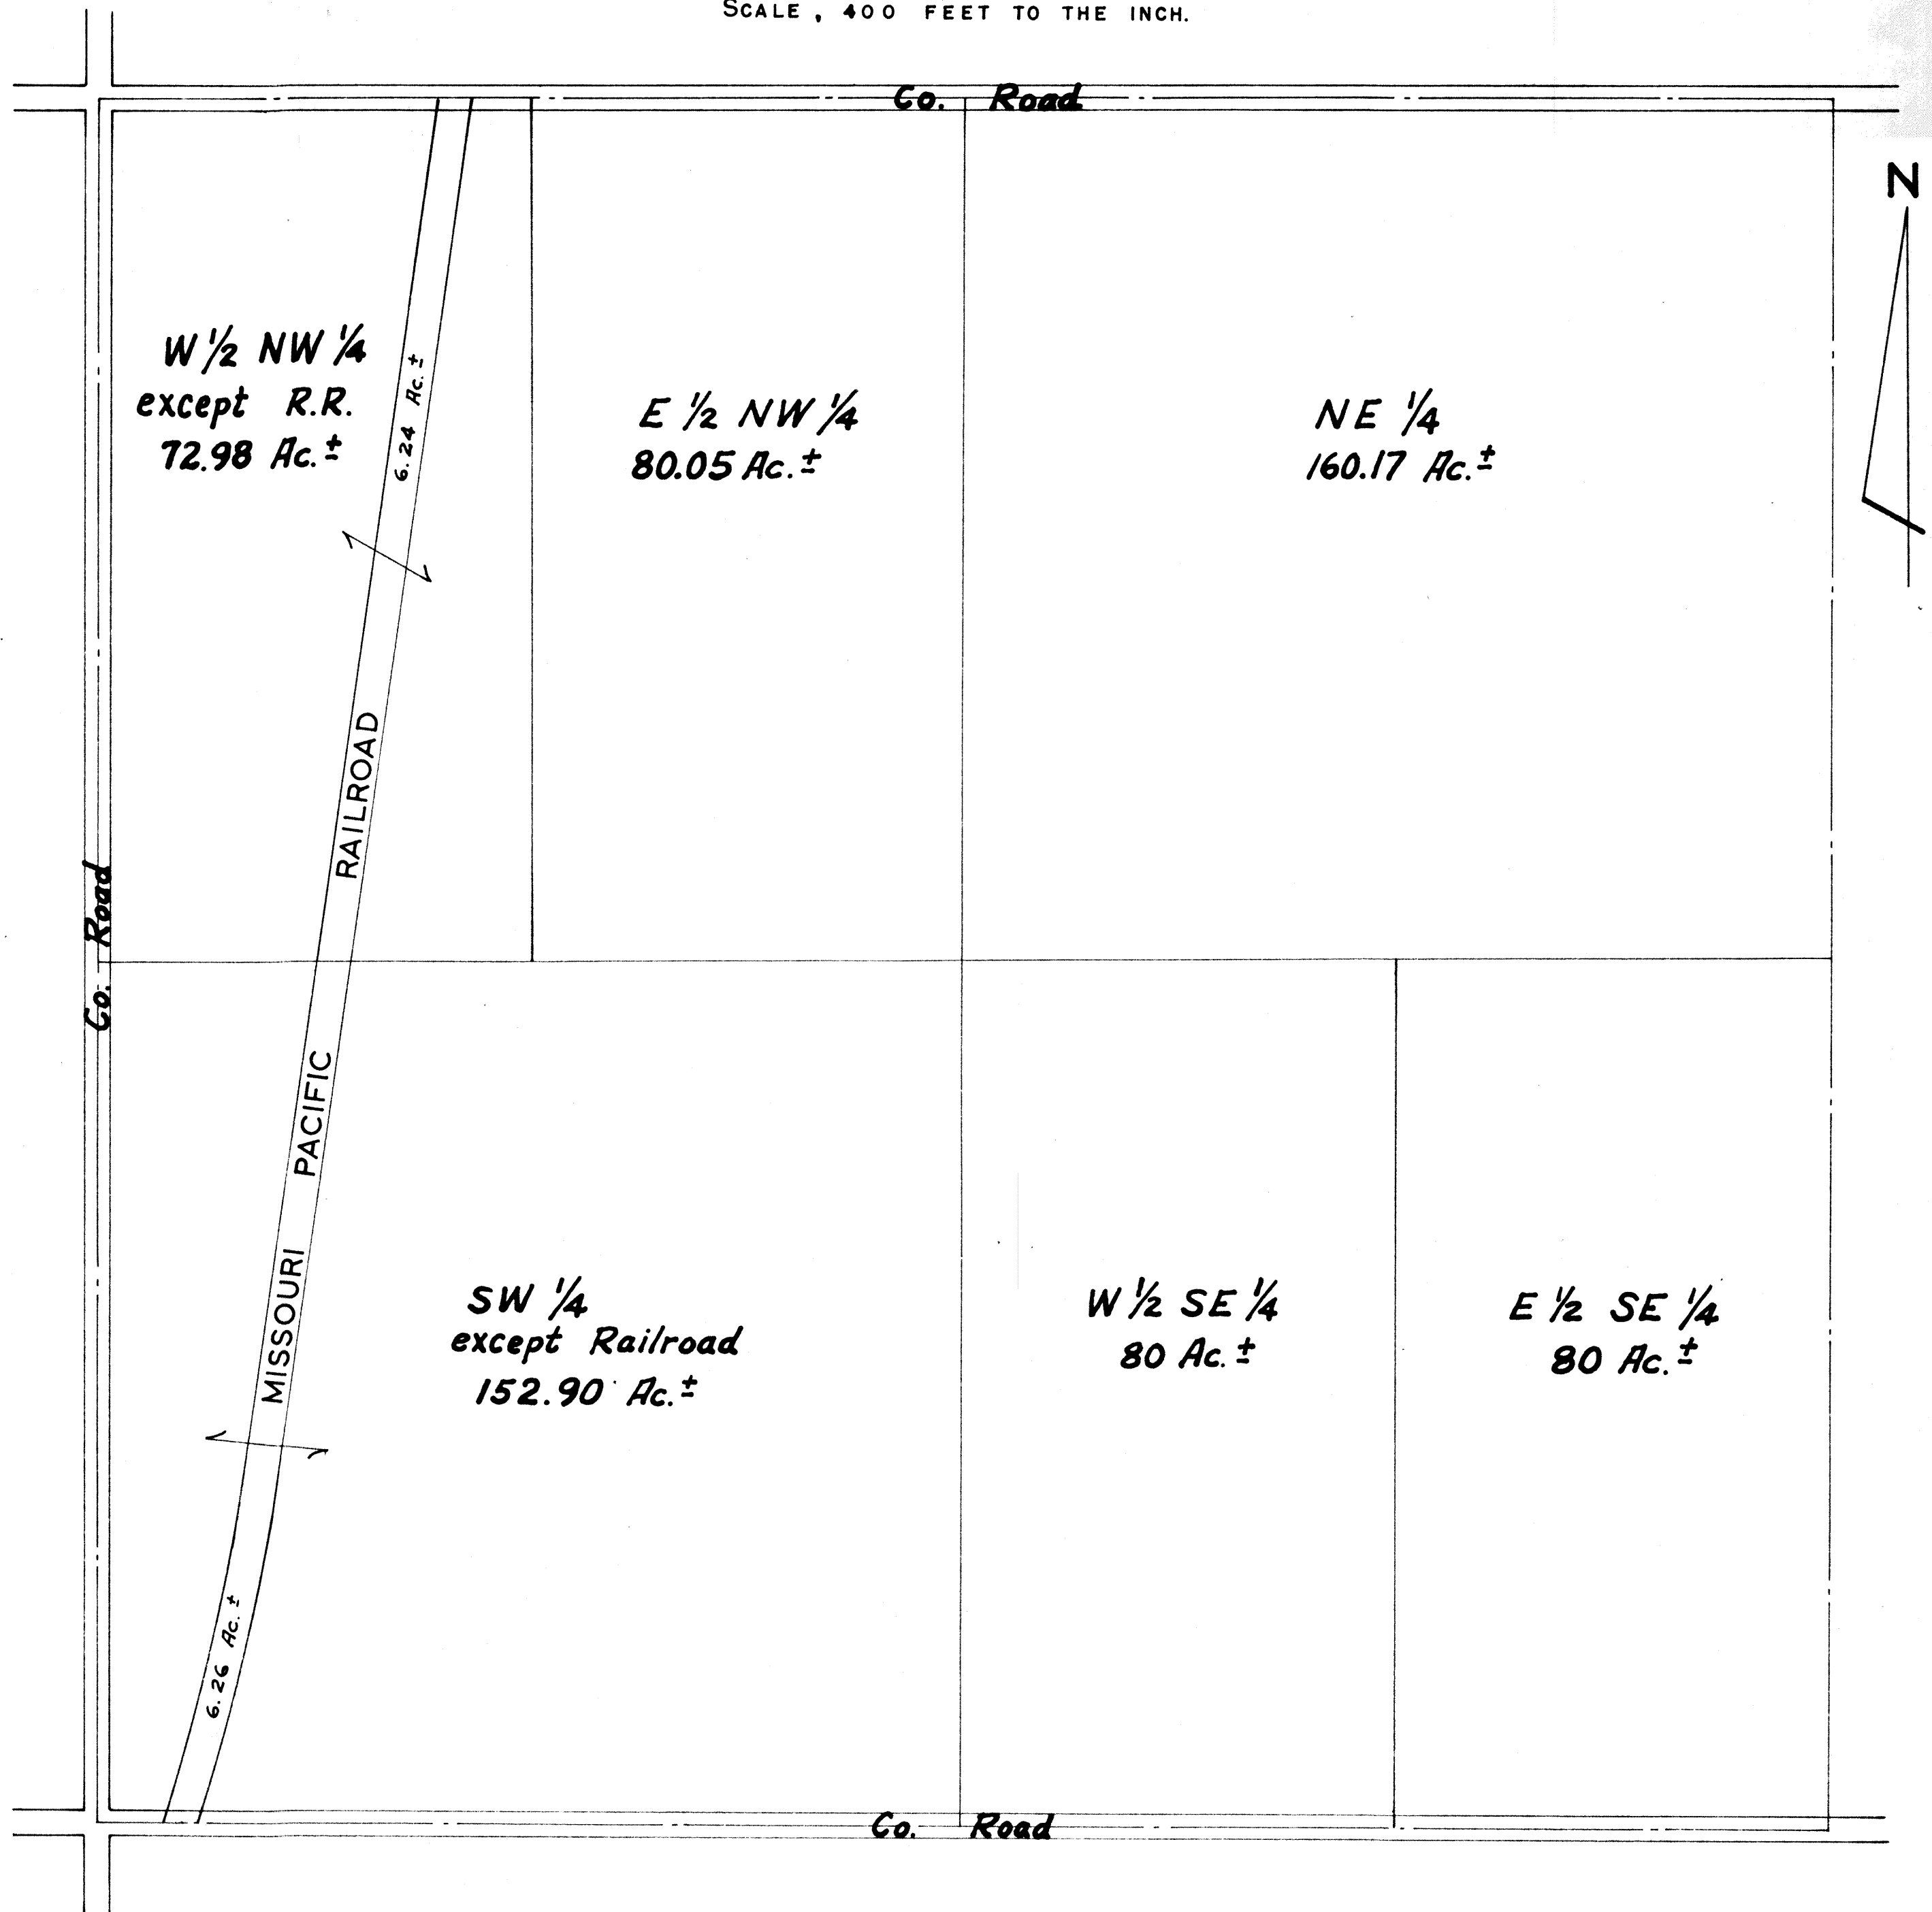 SCALE, 400 FEET TO THE INCH.
Co. Road
N
W 1/2 NW 1/4
except R.R.
72.98 Ac. ±
6.24 Ac. ±
E 1/2 NW 1/4
80.05 Ac. ±
NE 1/4
160.17 Ac. ±
Co. Road
MISSOURI PACIFIC RAILROAD
SW 1/4
except Railroad
152.90 Ac. ±
6.26 Ac. ±
W 1/2 SE 1/4
80 Ac. ±
E 1/2 SE 1/4
80 Ac. ±
Co. Road